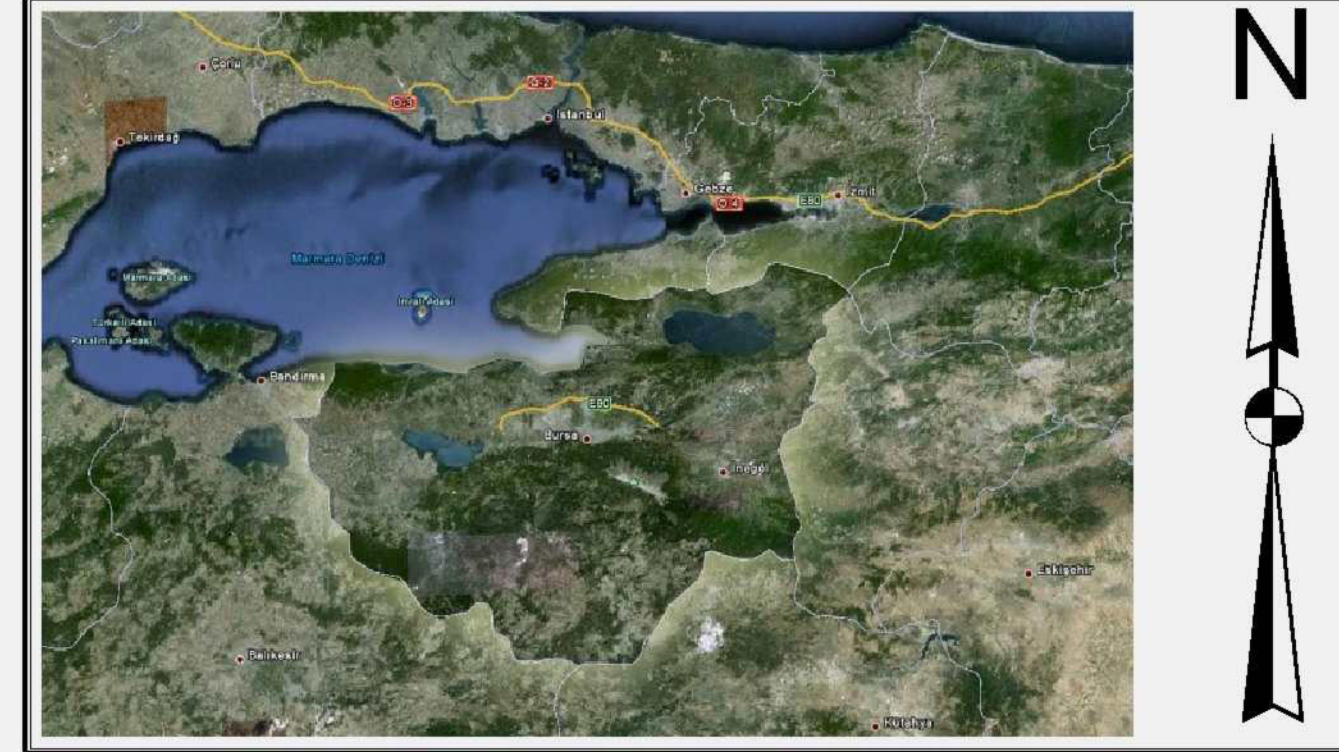 N
Çorlu
O-3
O-2
İstanbul
Tekirdağ
Gebze
O-4
E80
İzmit
Marmara Denizi
Marmara Adası
İmralı Adası
Türkeli Adası
Paşalimanı Adası
Bandırma
E90
Bursa
İnegöl
Eskişehir
Balıkesir
Kütahya